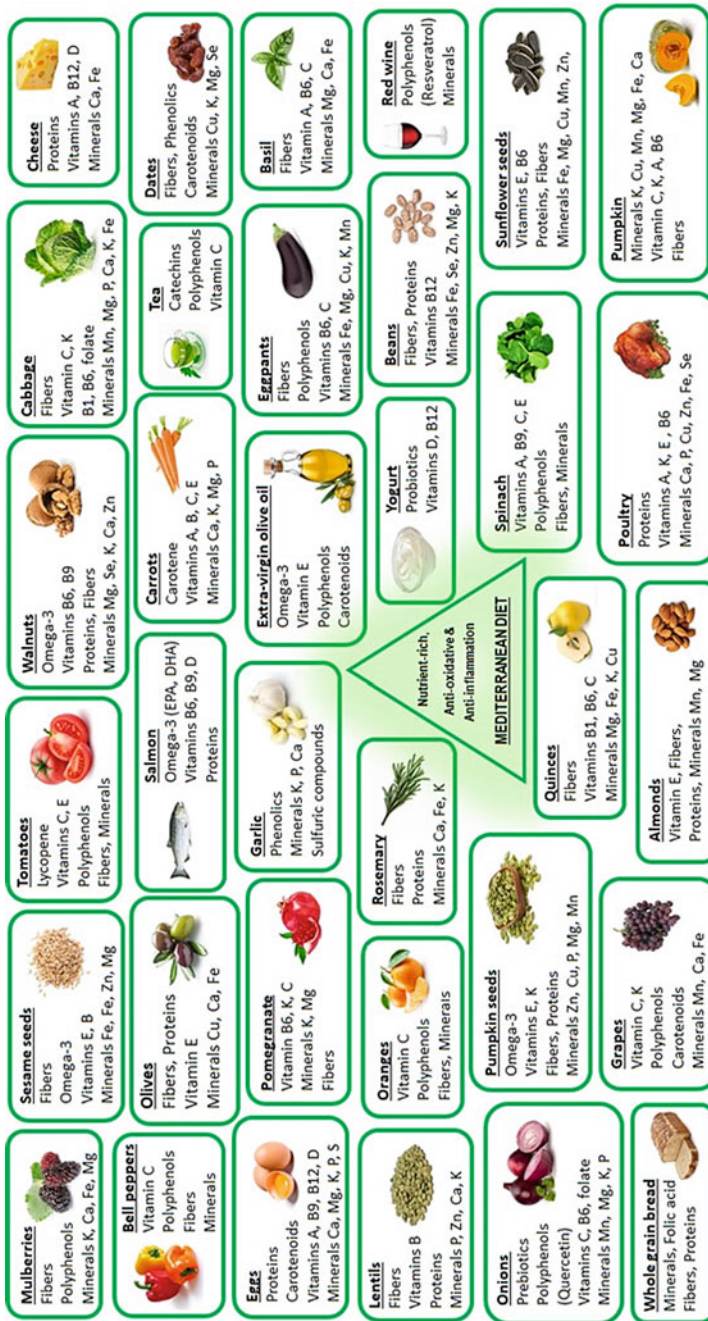 Mulberries
Fibers
Polyphenols
Minerals K, Ca, Fe, Mg
Sesame seeds
Fibers
Omega-3
Vitamins E, B
Minerals Fe, Fe, Zn, Mg
Tomatoes
Lycopene
Vitamins C, E
Polyphenols
Fibers, Minerals
Walnuts
Omega-3
Vitamins B6, B9
Proteins, Fibers
Minerals Mg, Se, K, Ca, Zn
Cabbage
Fibers
Vitamin C, K
B1, B6, folate
Minerals Mn, Mg, P, Ca, K, Fe
Cheese
Proteins
Vitamins A, B12, D
Minerals Ca, Fe
Bell peppers
Vitamin C
Polyphenols
Fibers
Minerals
Olives
Fibers, Proteins
Vitamin E
Minerals Cu, Ca, Fe
Salmon
Omega-3 (EPA, DHA)
Vitamins B6, B9, D
Proteins
Carrots
Carotene
Vitamins A, B, C, E
Minerals Ca, K, Mg, P
Tea
Catechins
Polyphenols
Vitamin C
Dates
Fibers, Phenolics
Carotenoids
Minerals Cu, K, Mg, Se
Eggs
Proteins
Carotenoids
Vitamins A, B9, B12, D
Minerals Ca, Mg, K, P, S
Pomegranate
Vitamin B6, K, C
Minerals K, Mg
Fibers
Garlic
Phenolics
Minerals K, P, Ca
Sulfuric compounds
Extra-virgin olive oil
Omega-3
Vitamin E
Polyphenols
Carotenoids
Eggpants
Fibers
Polyphenols
Vitamins B6, C
Minerals Fe, Mg, Cu, K, Mn
Basil
Fibers
Vitamin A, B6, C
Minerals Mg, Ca, Fe
Lentils
Fibers
Vitamins B
Proteins
Minerals P, Zn, Ca, K
Oranges
Vitamin C
Polyphenols
Fibers, Minerals
Rosemary
Fibers
Proteins
Minerals Ca, Fe, K
Nutrient-rich,
Anti-oxidative &
Anti-inflammation
MEDITERRANEAN DIET
Yogurt
Probiotics
Vitamins D, B12
Beans
Fibers, Proteins
Vitamins B12
Minerals Fe, Se, Zn, Mg, K
Red wine
Polyphenols
(Resveratrol)
Minerals
Onions
Prebiotics
Polyphenols
(Quercetin)
Vitamins C, B6, folate
Minerals Mn, Mg, K, P
Pumpkin seeds
Omega-3
Vitamins E, K
Fibers, Proteins
Minerals Zn, Cu, P, Mg, Mn
Quinces
Fibers
Vitamins B1, B6, C
Minerals Mg, Fe, K, Cu
Spinach
Vitamins A, B9, C, E
Polyphenols
Fibers, Minerals
Sunflower seeds
Vitamins E, B6
Proteins, Fibers
Minerals Fe, Mg, Cu, Mn, Zn,
Whole grain bread
Minerals, Folic acid
Fibers, Proteins
Grapes
Vitamin C, K
Polyphenols
Carotenoids
Minerals Mn, Ca, Fe
Almonds
Vitamin E, Fibers,
Proteins, Minerals Mn, Mg
Poultry
Proteins
Vitamins A, K, E , B6
Minerals Ca, P, Cu, Zn, Fe, Se
Pumpkin
Minerals K, Cu, Mn, Mg, Fe, Ca
Vitamin C, K, A, B6
Fibers